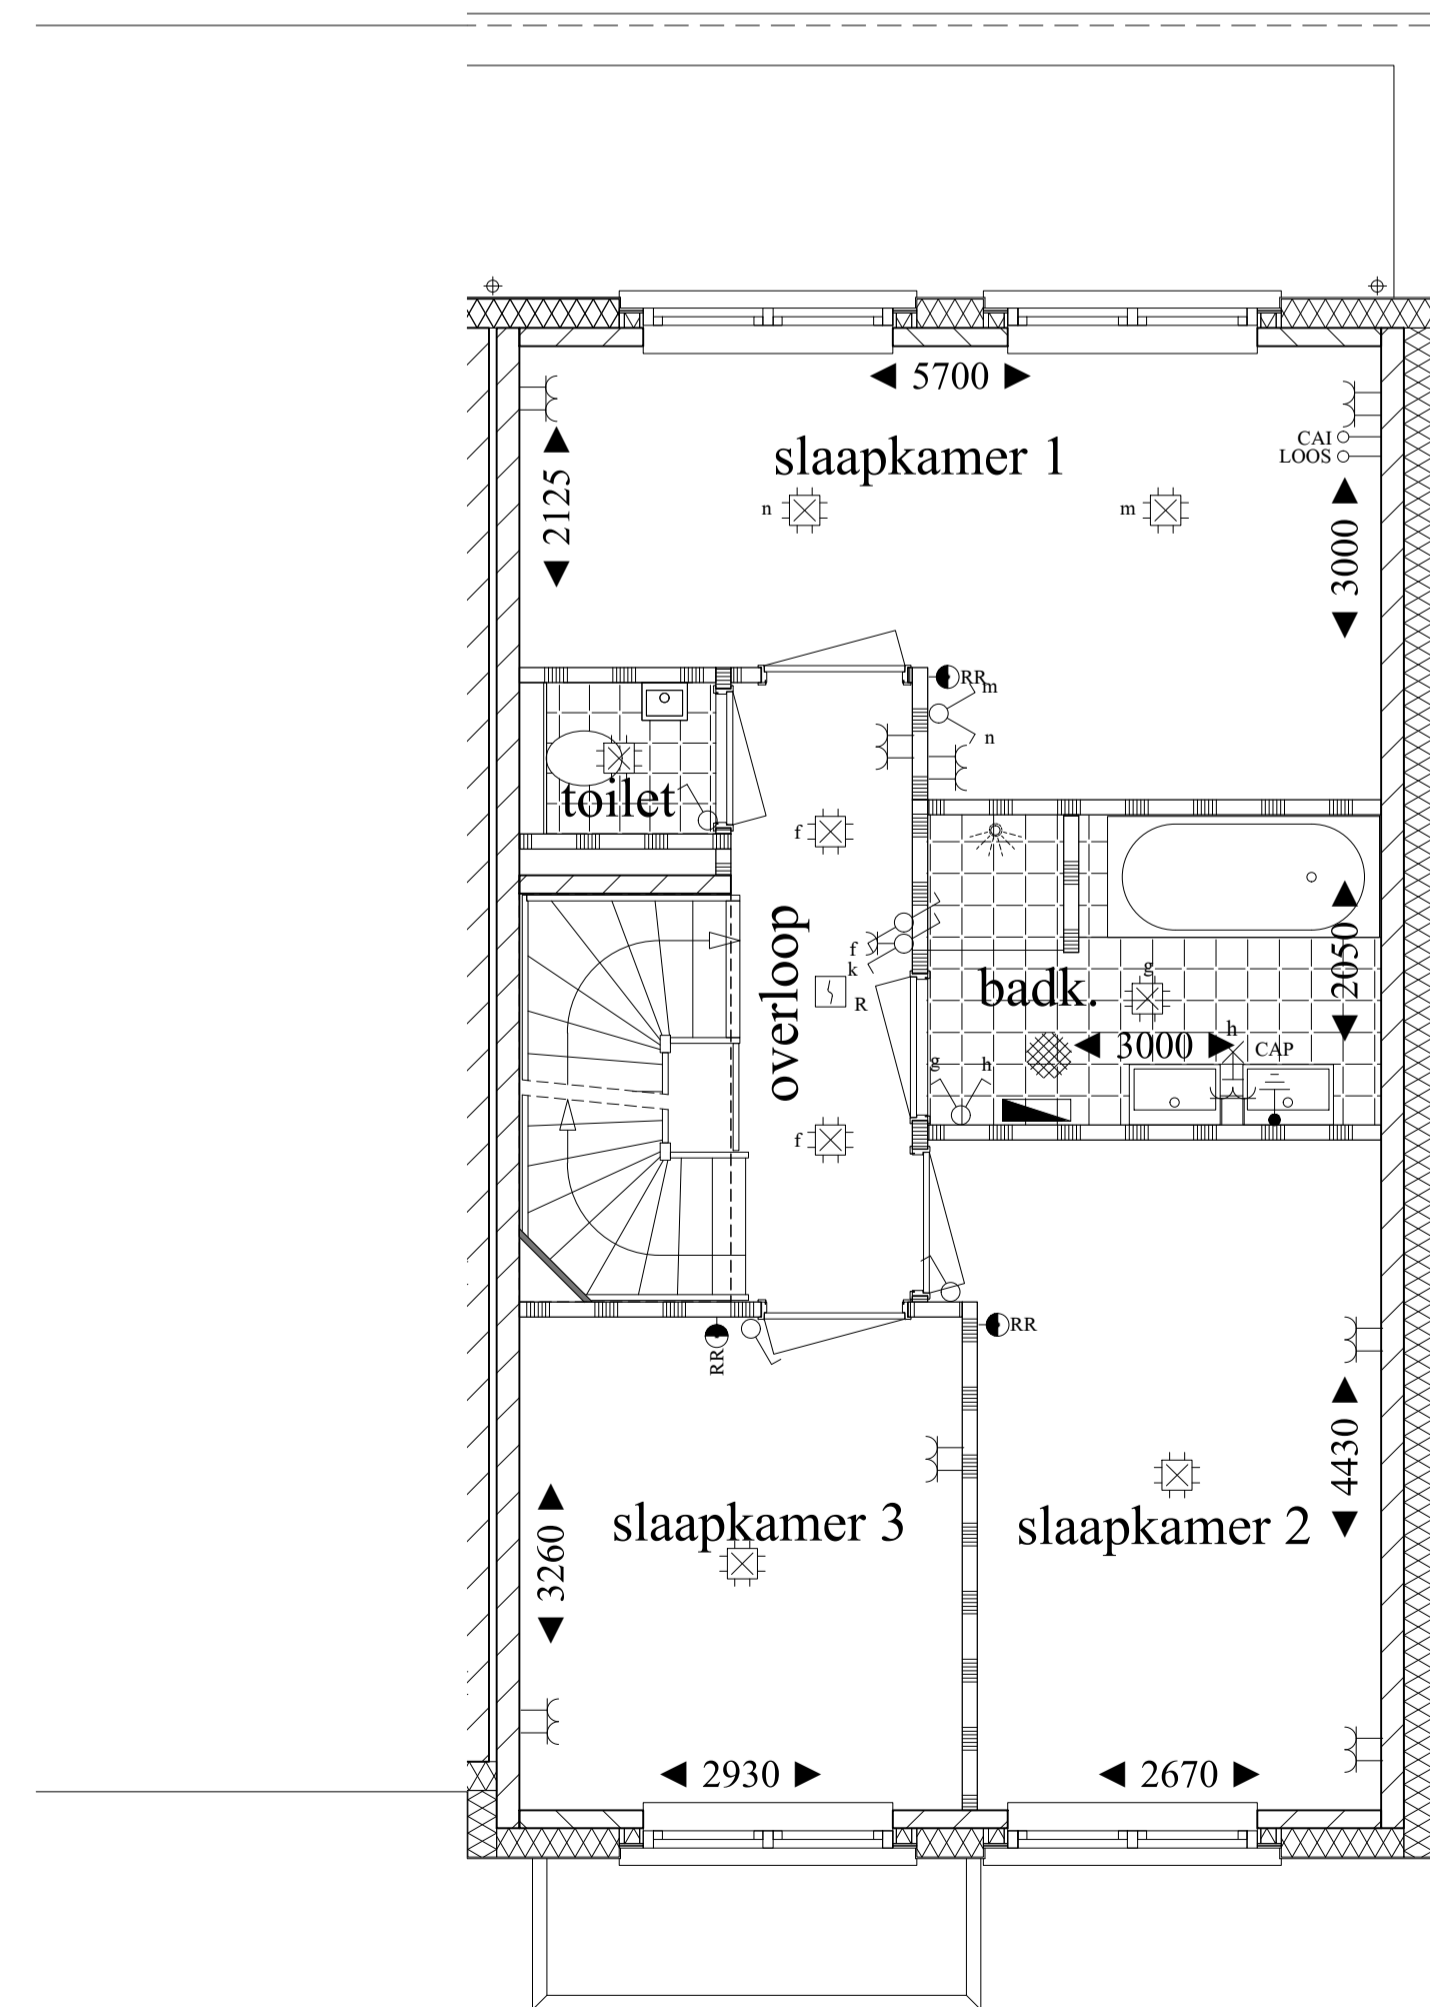 5700
slaapkamer 1
CAI
LOOS
2125
n
m
3000
RR
m
n
toilet
f
overloop
f
k
R
badk.
g
2050
3000
h
CAP
g
h
f
RR
RR
slaapkamer 3
slaapkamer 2
4430
3260
2930
2670